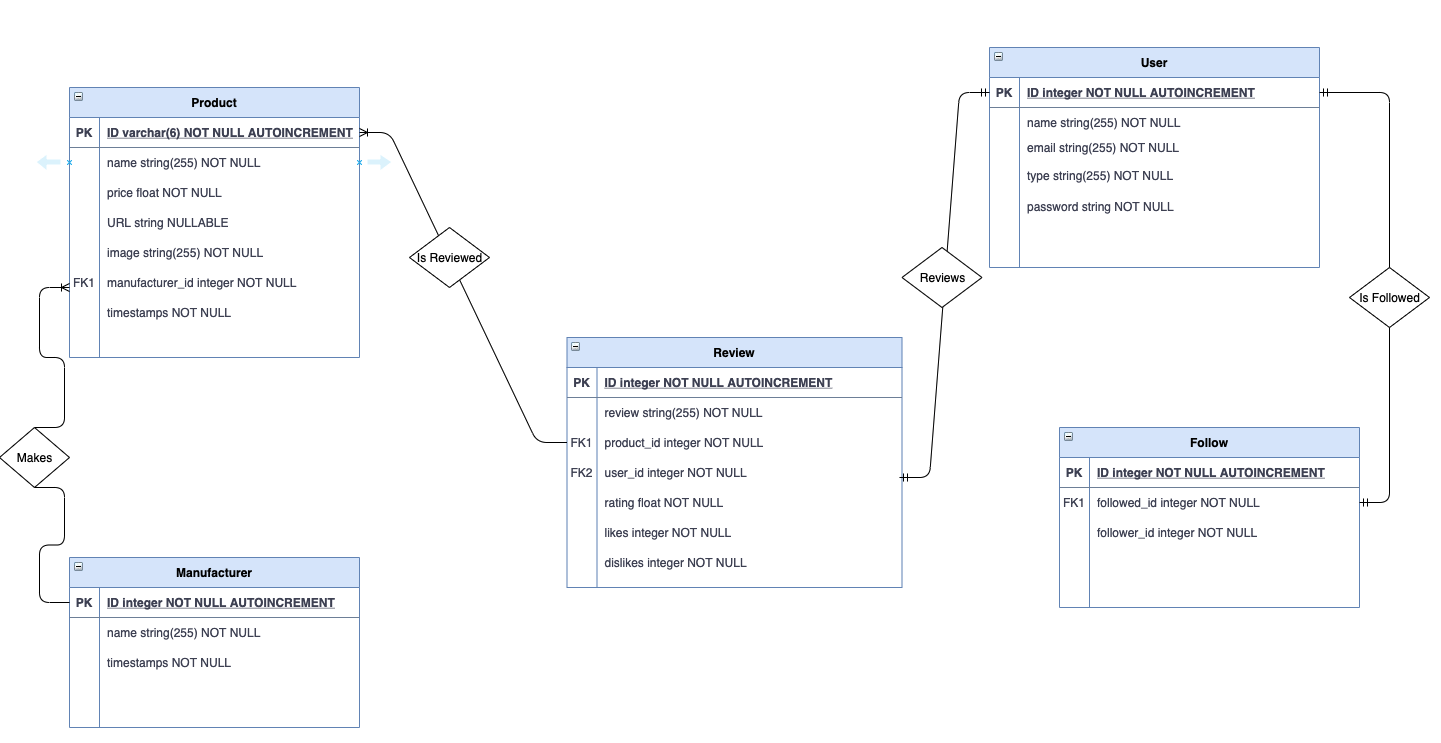 Product
PK ID varchar(6) NOT NULL AUTOINCREMENT
name string(255) NOT NULL
price float NOT NULL
URL string NULLABLE
image string(255) NOT NULL
FK1 manufacturer_id integer NOT NULL
timestamps NOT NULL
Is Reviewed
Makes
Manufacturer
PK ID integer NOT NULL AUTOINCREMENT
name string(255) NOT NULL
timestamps NOT NULL
Review
PK ID integer NOT NULL AUTOINCREMENT
review string(255) NOT NULL
FK1 product_id integer NOT NULL
FK2 user_id integer NOT NULL
rating float NOT NULL
likes integer NOT NULL
dislikes integer NOT NULL
Reviews
User
PK ID integer NOT NULL AUTOINCREMENT
name string(255) NOT NULL
email string(255) NOT NULL
type string(255) NOT NULL
password string NOT NULL
Is Followed
Follow
PK ID integer NOT NULL AUTOINCREMENT
FK1 followed_id integer NOT NULL
follower_id integer NOT NULL